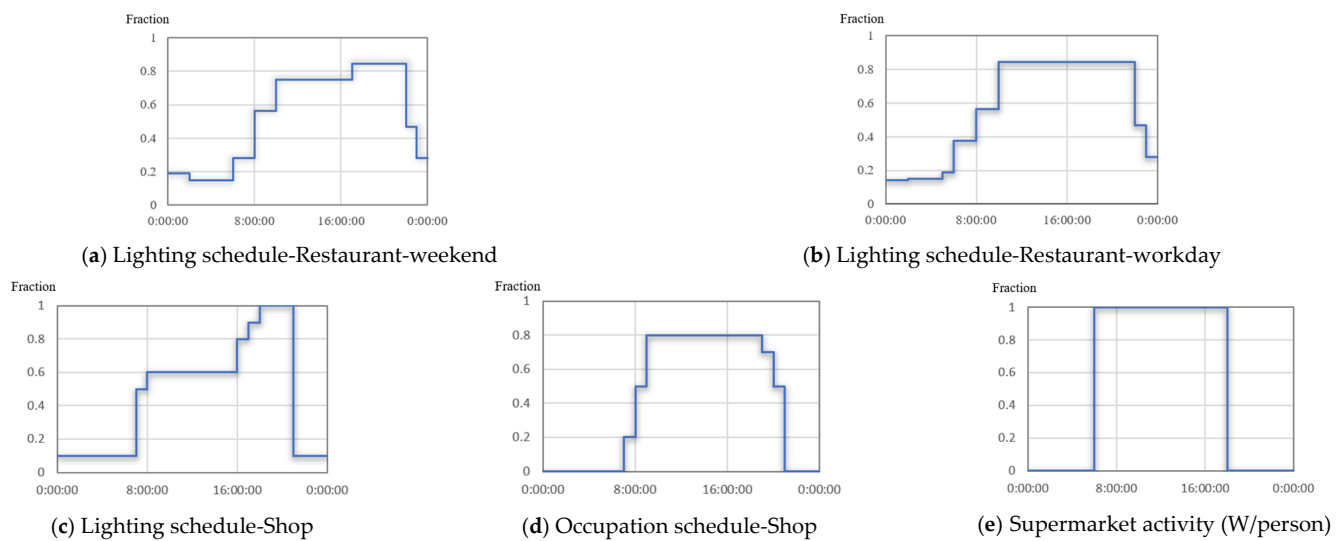 Fraction
1
0.8
0.6
0.4
0.2
0
0:00:00 8:00:00 16:00:00 0:00:00
(a) Lighting schedule-Restaurant-weekend
Fraction
1
0.8
0.6
0.4
0.2
0
0:00:00 8:00:00 16:00:00 0:00:00
(b) Lighting schedule-Restaurant-workday
Fraction
1
0.8
0.6
0.4
0.2
0
0:00:00 8:00:00 16:00:00 0:00:00
(c) Lighting schedule-Shop
Fraction
1
0.8
0.6
0.4
0.2
0
0:00:00 8:00:00 16:00:00 0:00:00
(d) Occupation schedule-Shop
Fraction
1
0.8
0.6
0.4
0.2
0
0:00:00 8:00:00 16:00:00 0:00:00
(e) Supermarket activity (W/person)